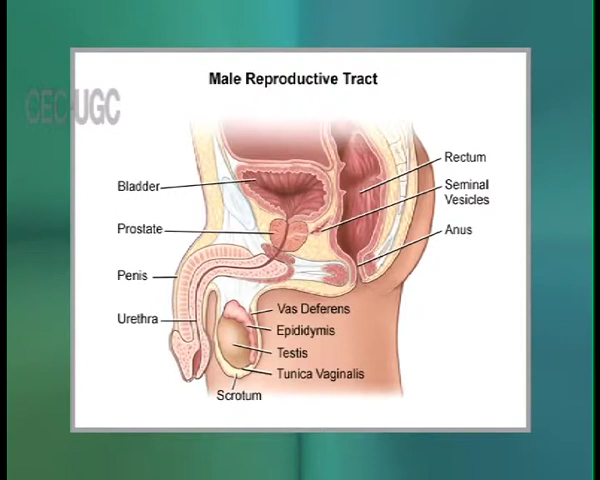 Male Reproductive Tract
CEC-UGC
Bladder
Prostate
Penis
Urethra
Rectum
Seminal
Vesicles
Anus
Vas Deferens
Epididymis
Testis
Tunica Vaginalis
Scrotum